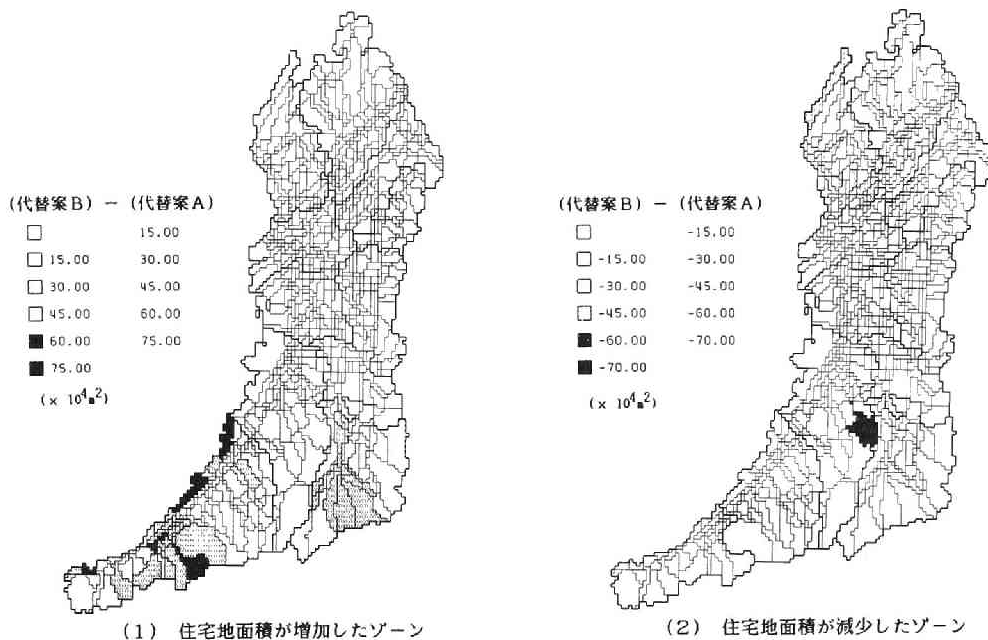 (代替案B) － (代替案A)
15.00
15.00 30.00
30.00 45.00
45.00 60.00
60.00 75.00
75.00
(× 10⁴m²)
(1) 住宅地面積が増加したゾーン
(代替案B) － (代替案A)
-15.00
-15.00 -30.00
-30.00 -45.00
-45.00 -60.00
-60.00 -70.00
-70.00
(× 10⁴m²)
(2) 住宅地面積が減少したゾーン